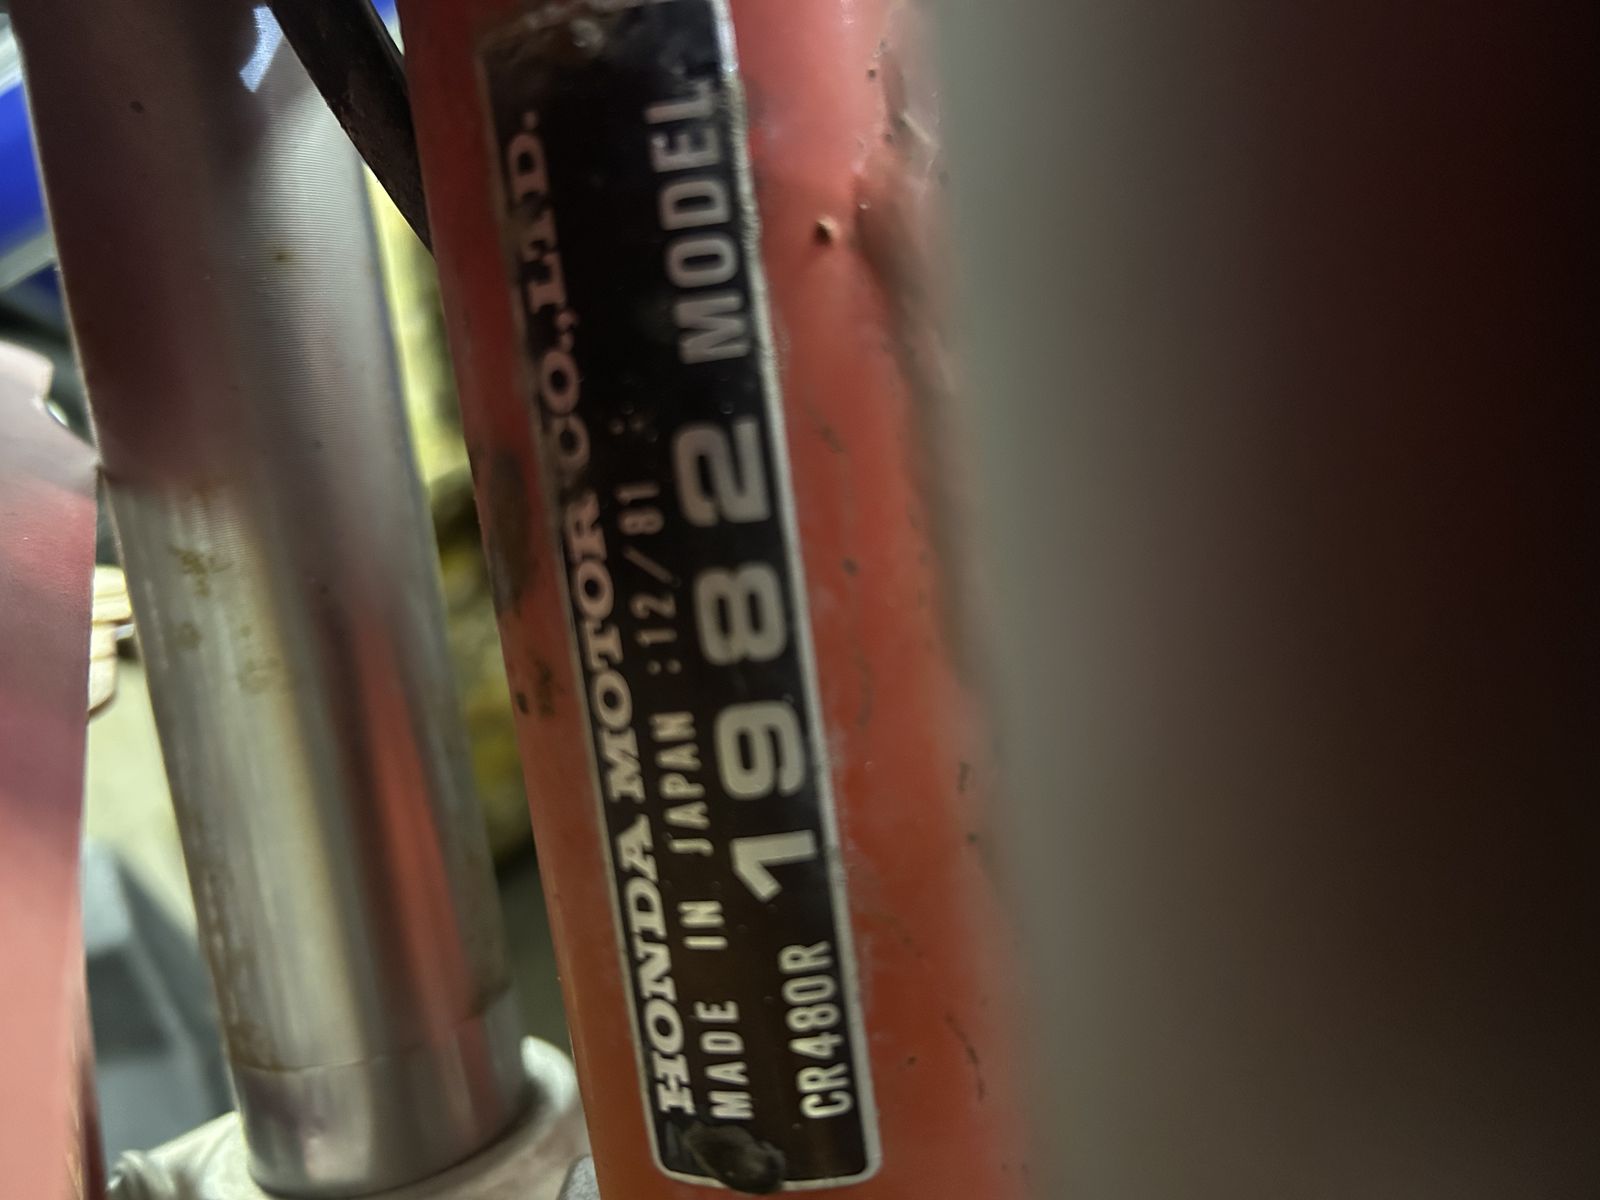 HONDA MOTOR CO., LTD.
MADE IN JAPAN :12/81
1982 MODEL
CR480R